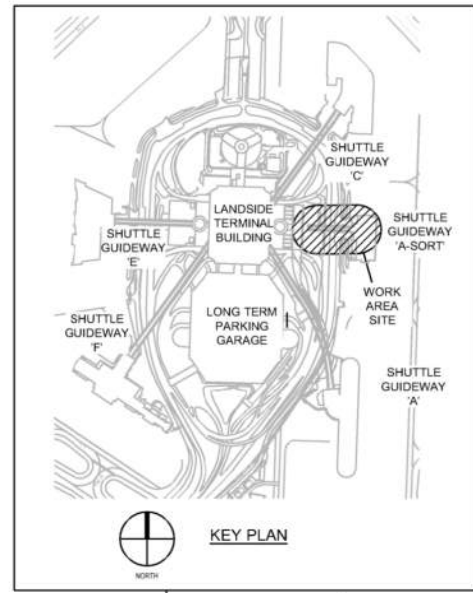 SHUTTLE
GUIDEWAY
'C'
LANDSIDE
TERMINAL
BUILDING
SHUTTLE
GUIDEWAY
'A-SORT'
SHUTTLE
GUIDEWAY
'E'
WORK
AREA
SITE
LONG TERM
PARKING
GARAGE
SHUTTLE
GUIDEWAY
'F'
SHUTTLE
GUIDEWAY
'A'
KEY PLAN
NORTH